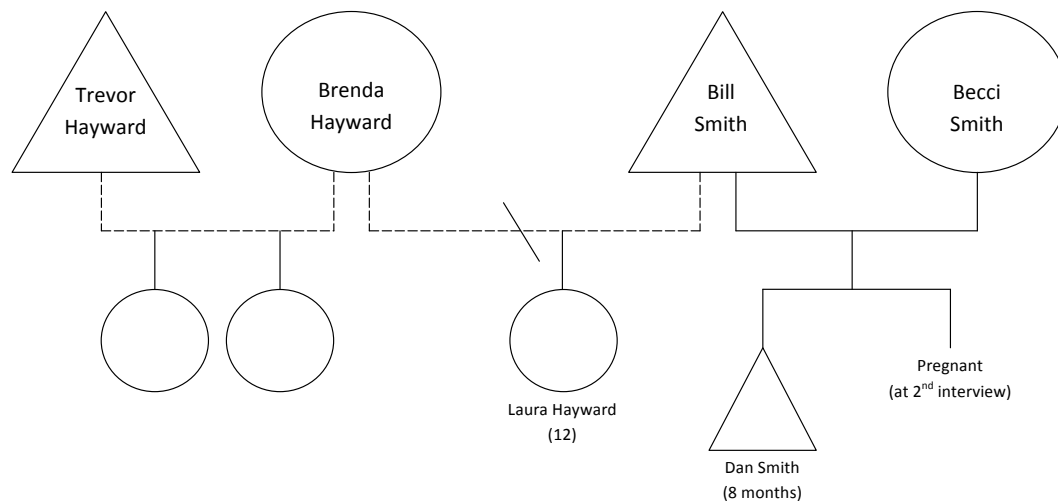 Trevor
Hayward
Brenda
Hayward
Bill
Smith
Becci
Smith
Laura Hayward
(12)
Pregnant
(at 2nd interview)
Dan Smith
(8 months)